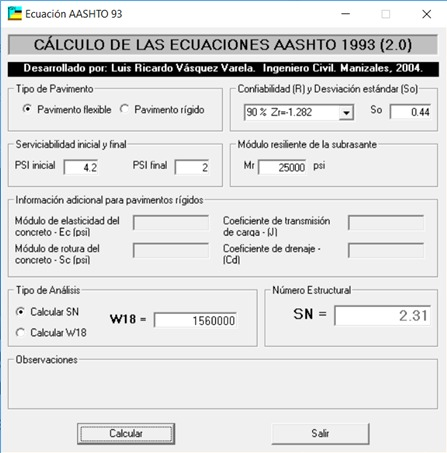 Ecuación AASHTO 93
CÁLCULO DE LAS ECUACIONES AASHTO 1993 (2.0)
Desarrollado por: Luis Ricardo Vásquez Varela. Ingeniero Civil. Manizales, 2004.
Tipo de Pavimento
Pavimento flexible Pavimento rígido
Confiabilidad (R) y Desviación estándar (So)
90 % Zr=-1.282 So 0.44
Serviciabilidad inicial y final
PSI inicial 4.2 PSI final 2
Módulo resiliente de la subrasante
Mr 25000 psi
Información adicional para pavimentos rígidos
Módulo de elasticidad del
concreto - Ec (psi)
Coeficiente de transmisión
de carga - (J)
Módulo de rotura del
concreto - Sc (psi)
Coeficiente de drenaje -
(Cd)
Tipo de Análisis
Calcular SN
Calcular W18
W18 = 1560000
Número Estructural
SN = 2.31
Observaciones
Calcular Salir